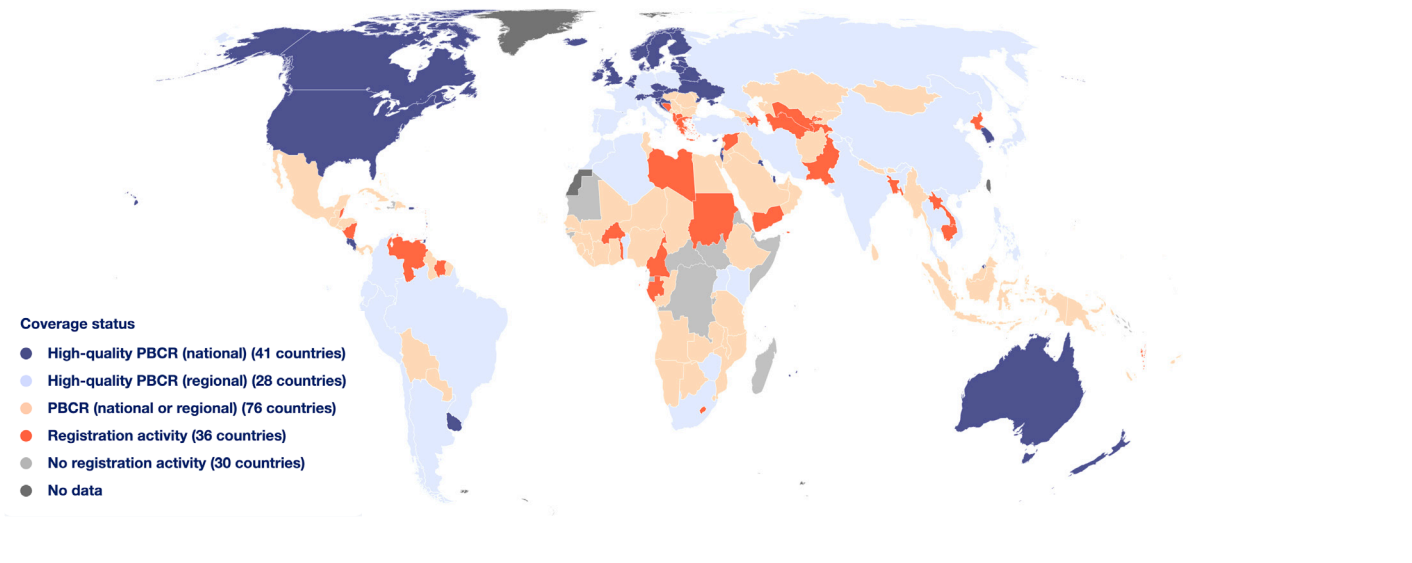 Coverage status
High-quality PBCR (national) (41 countries)
High-quality PBCR (regional) (28 countries)
PBCR (national or regional) (76 countries)
Registration activity (36 countries)
No registration activity (30 countries)
No data